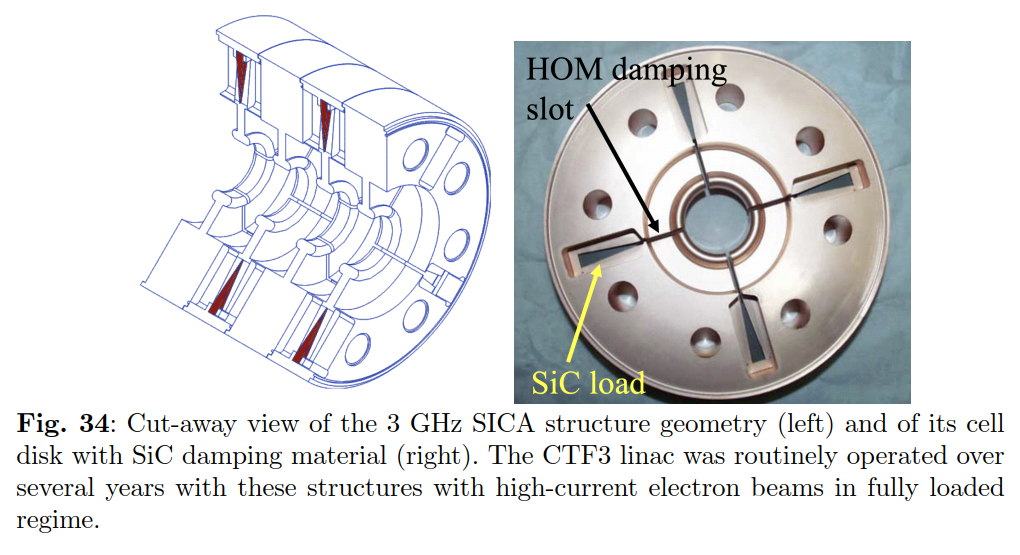 HOM damping
slot
SiC load
Fig. 34: Cut-away view of the 3 GHz SICA structure geometry (left) and of its cell
disk with SiC damping material (right). The CTF3 linac was routinely operated over
several years with these structures with high-current electron beams in fully loaded
regime.